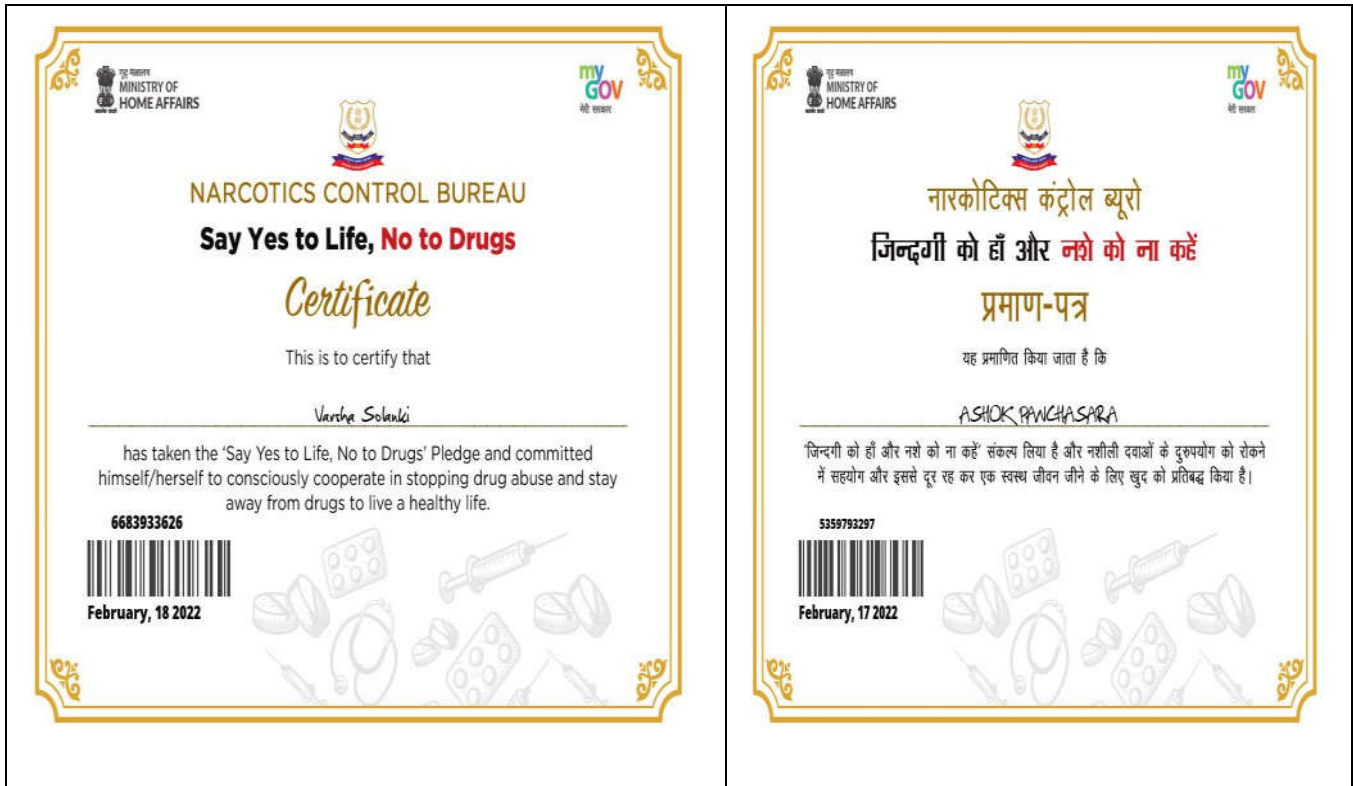 गृह मंत्रालय
MINISTRY OF
HOME AFFAIRS
my
GOV
मेरी सरकार
NARCOTICS CONTROL BUREAU
Say Yes to Life, No to Drugs
Certificate
This is to certify that
Varsha Solanki
has taken the ‘Say Yes to Life, No to Drugs’ Pledge and committed
himself/herself to consciously cooperate in stopping drug abuse and stay
away from drugs to live a healthy life.
6683933626
February, 18 2022
गृह मंत्रालय
MINISTRY OF
HOME AFFAIRS
my
GOV
मेरी सरकार
नारकोटिक्स कंट्रोल ब्यूरो
जिन्दगी को हाँ और नशे को ना कहें
प्रमाण-पत्र
यह प्रमाणित किया जाता है कि
ASHOK PANCHASARA
‘जिन्दगी को हाँ और नशे को ना कहें’ संकल्प लिया है और नशीली दवाओं के दुरुपयोग को रोकने
में सहयोग और इससे दूर रह कर एक स्वस्थ जीवन जीने के लिए खुद को प्रतिबद्ध किया है।
5359793297
February, 17 2022